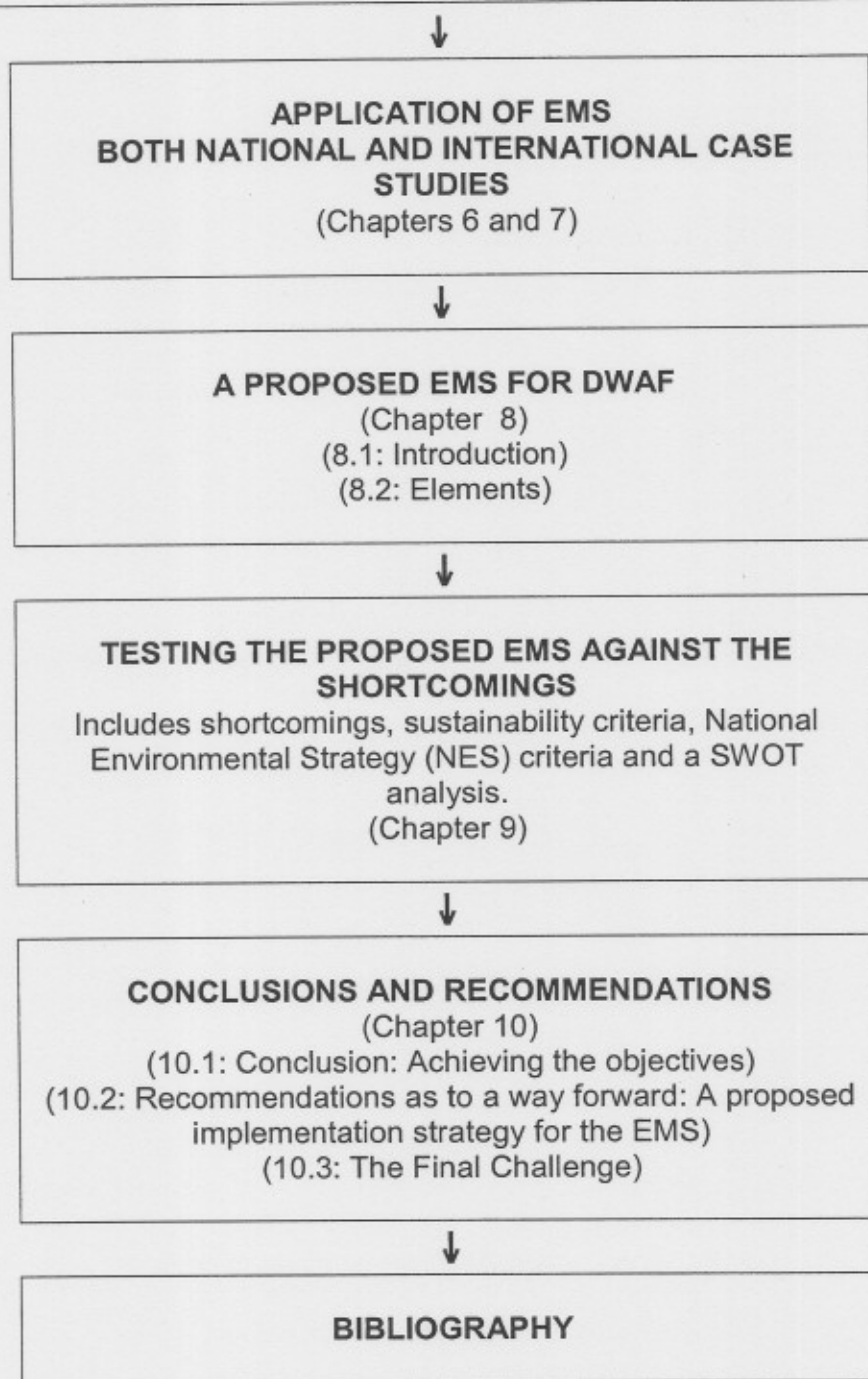 APPLICATION OF EMS
BOTH NATIONAL AND INTERNATIONAL CASE
STUDIES
(Chapters 6 and 7)
A PROPOSED EMS FOR DWAF
(Chapter 8)
(8.1: Introduction)
(8.2: Elements)
TESTING THE PROPOSED EMS AGAINST THE
SHORTCOMINGS
Includes shortcomings, sustainability criteria, National
Environmental Strategy (NES) criteria and a SWOT
analysis.
(Chapter 9)
CONCLUSIONS AND RECOMMENDATIONS
(Chapter 10)
(10.1: Conclusion: Achieving the objectives)
(10.2: Recommendations as to a way forward: A proposed
implementation strategy for the EMS)
(10.3: The Final Challenge)
BIBLIOGRAPHY